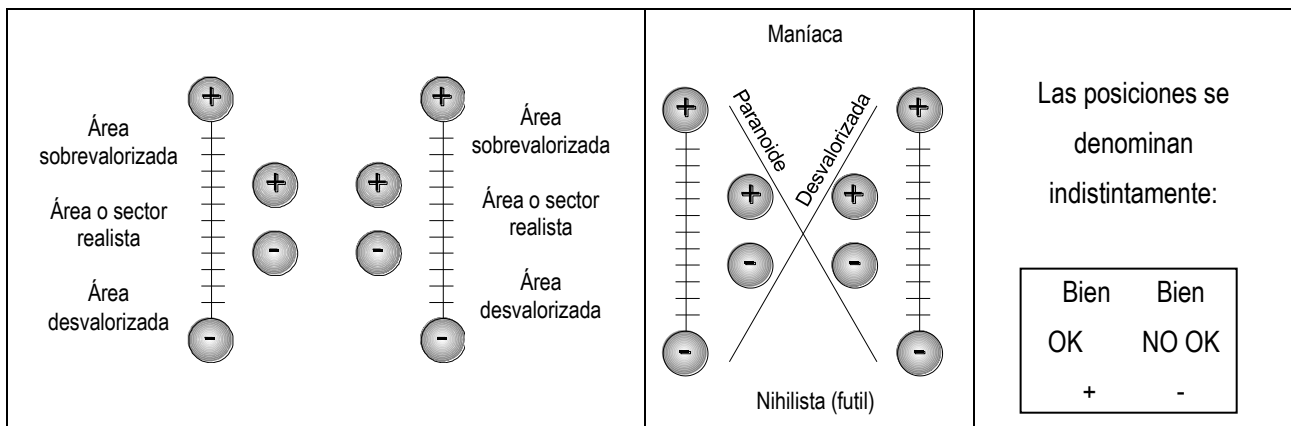 +
+
Área
sobrevalorizada
Área
sobrevalorizada
+
+
Área o sector
realista
Área o sector
realista
-
-
Área
desvalorizada
Área
desvalorizada
-
-
Maníaca
+
+
Paranoide
Desvalorizada
+
+
-
-
-
-
Nihilista (futil)
Las posiciones se
denominan
indistintamente:
Bien Bien
OK NO OK
+ -